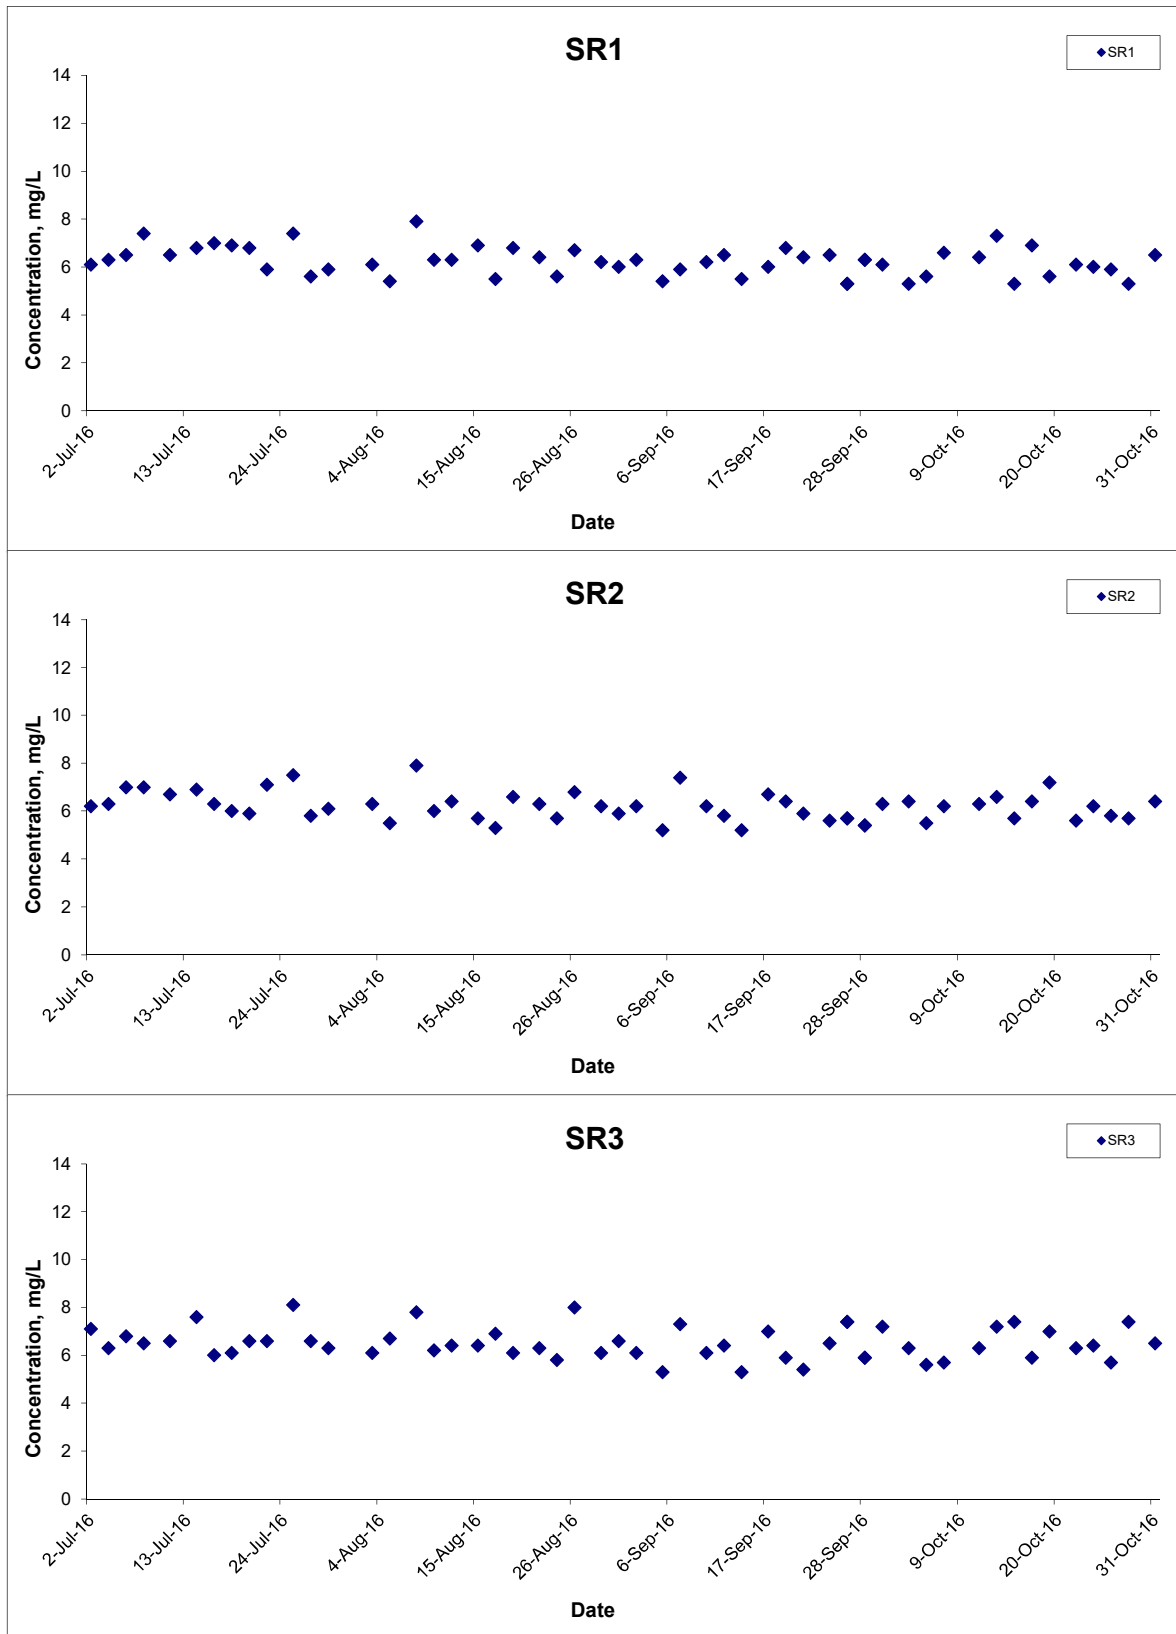 SR1
SR1
14
12
10
8
6
4
2
0
Concentration, mg/L
2-Jul-16
13-Jul-16
24-Jul-16
4-Aug-16
15-Aug-16
26-Aug-16
6-Sep-16
17-Sep-16
28-Sep-16
9-Oct-16
20-Oct-16
31-Oct-16
Date
SR2
SR2
14
12
10
8
6
4
2
0
Concentration, mg/L
2-Jul-16
13-Jul-16
24-Jul-16
4-Aug-16
15-Aug-16
26-Aug-16
6-Sep-16
17-Sep-16
28-Sep-16
9-Oct-16
20-Oct-16
31-Oct-16
Date
SR3
SR3
14
12
10
8
6
4
2
0
Concentration, mg/L
2-Jul-16
13-Jul-16
24-Jul-16
4-Aug-16
15-Aug-16
26-Aug-16
6-Sep-16
17-Sep-16
28-Sep-16
9-Oct-16
20-Oct-16
31-Oct-16
Date